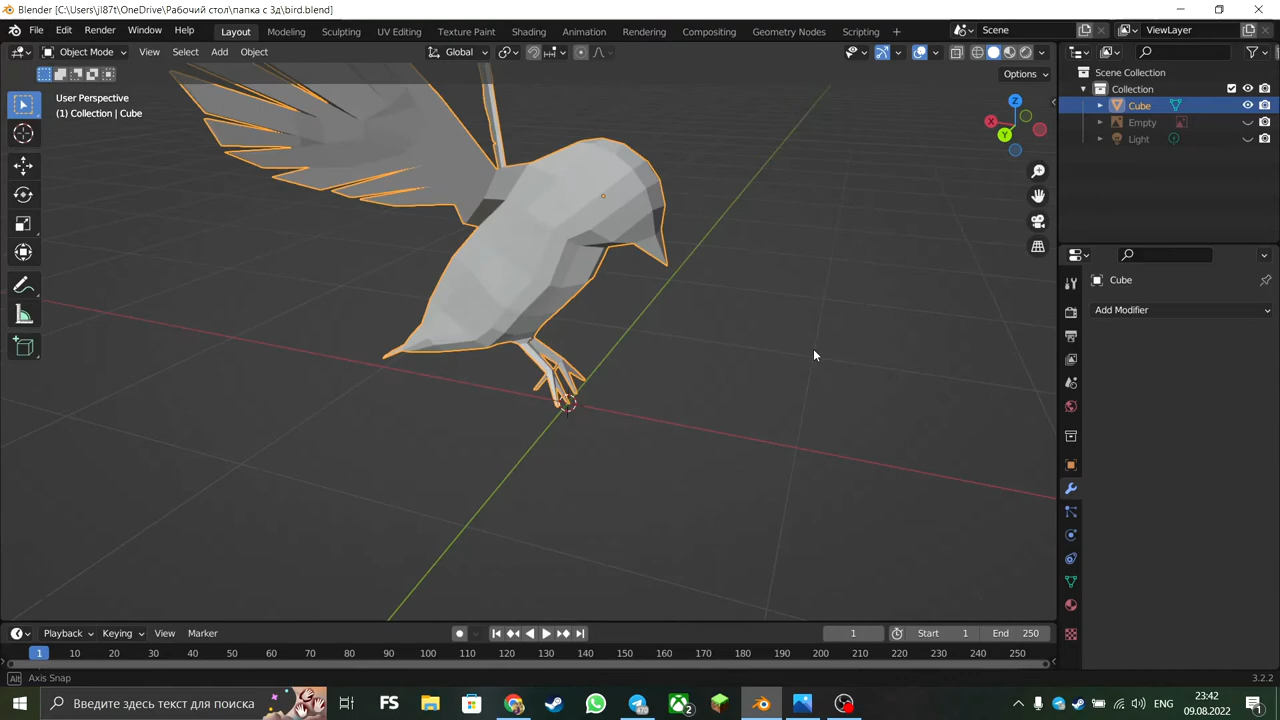 Blender [C:\Users\jl87t\OneDrive\Рабочий стол\папка с 3д\bird.blend]
File Edit Render Window Help Layout Modeling Sculpting UV Editing Texture Paint Shading Animation Rendering Compositing Geometry Nodes Scripting + Scene ViewLayer
Object Mode View Select Add Object Global
Options
User Perspective
(1) Collection | Cube
X
Y
Z
Scene Collection
Collection
Cube
Empty
Light
Cube
Add Modifier
Playback Keying View Marker 1 Start 1 End 250
1 10 20 30 40 50 60 70 80 90 100 110 120 130 140 150 160 170 180 190 200 210 220 230 240 250
Alt Axis Snap 3.2.2
Введите здесь текст для поиска FS 2 ENG 23:42 1
09.08.2022